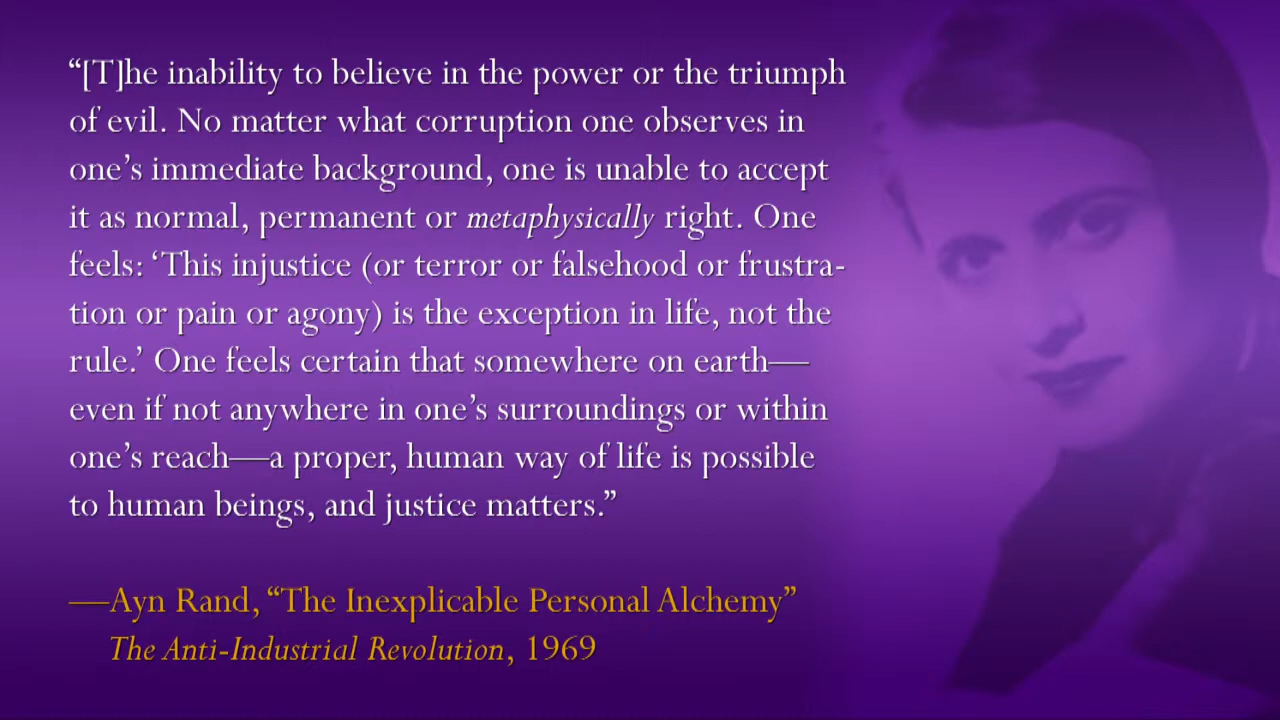 “[T]he inability to believe in the power or the triumph
of evil. No matter what corruption one observes in
one’s immediate background, one is unable to accept
it as normal, permanent or metaphysically right. One
feels: ‘This injustice (or terror or falsehood or frustra-
tion or pain or agony) is the exception in life, not the
rule.’ One feels certain that somewhere on earth—
even if not anywhere in one’s surroundings or within
one’s reach—a proper, human way of life is possible
to human beings, and justice matters.”
—Ayn Rand, “The Inexplicable Personal Alchemy”
The Anti-Industrial Revolution, 1969